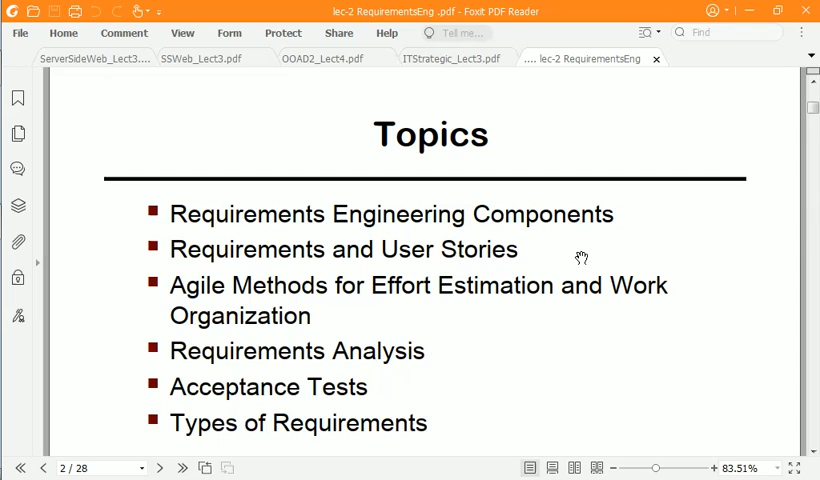 lec-2 RequirementsEng .pdf - Foxit PDF Reader
File Home Comment View Form Protect Share Help Tell me... Find
ServerSideWeb_Lect3.... SSWeb_Lect3.pdf OOAD2_Lect4.pdf ITStrategic_Lect3.pdf .... lec-2 RequirementsEng
Topics
Requirements Engineering Components
Requirements and User Stories
Agile Methods for Effort Estimation and Work
Organization
Requirements Analysis
Acceptance Tests
Types of Requirements
2 / 28 83.51%